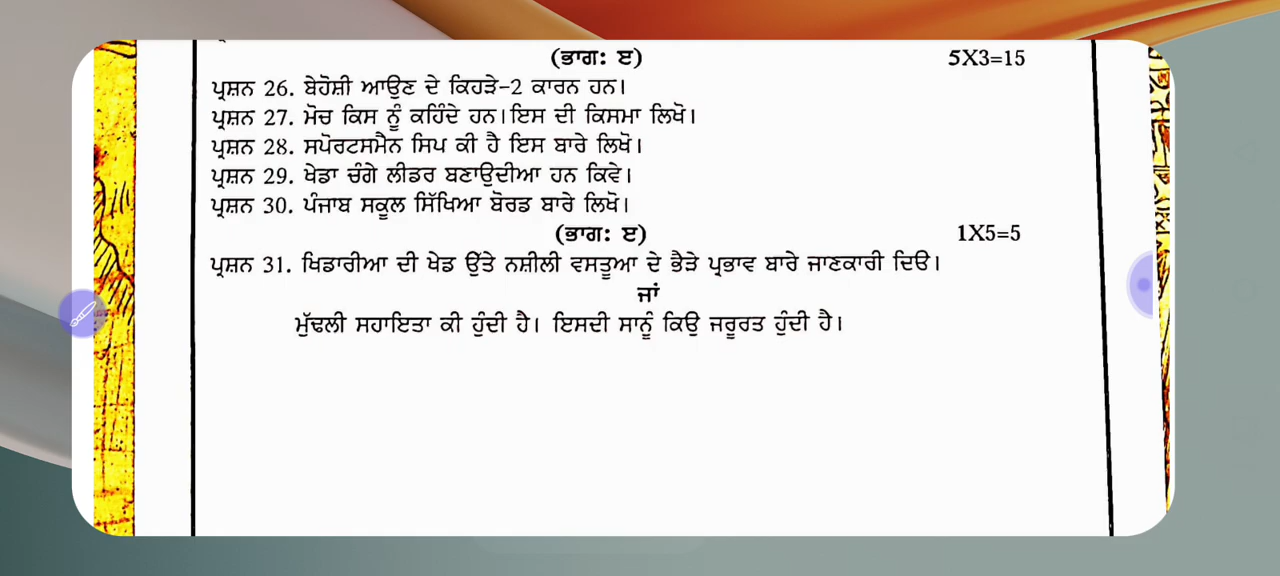 (ਭਾਗ: ੲ) 5X3=15
ਪ੍ਰਸ਼ਨ 26. ਬੇਹੋਸ਼ੀ ਆਉਣ ਦੇ ਕਿਹੜੇ-2 ਕਾਰਨ ਹਨ।
ਪ੍ਰਸ਼ਨ 27. ਮੋਚ ਕਿਸ ਨੂੰ ਕਹਿੰਦੇ ਹਨ।ਇਸ ਦੀ ਕਿਸਮਾ ਲਿਖੋ।
ਪ੍ਰਸ਼ਨ 28. ਸਪੋਰਟਸਮੈਨ ਸਿਪ ਕੀ ਹੈ ਇਸ ਬਾਰੇ ਲਿਖੋ।
ਪ੍ਰਸ਼ਨ 29. ਖੇਡਾ ਚੰਗੇ ਲੀਡਰ ਬਣਾਉਦੀਆ ਹਨ ਕਿਵੇ।
ਪ੍ਰਸ਼ਨ 30. ਪੰਜਾਬ ਸਕੂਲ ਸਿੱਖਿਆ ਬੋਰਡ ਬਾਰੇ ਲਿਖੋ।
(ਭਾਗ: ੲ) 1X5=5
ਪ੍ਰਸ਼ਨ 31. ਖਿਡਾਰੀਆ ਦੀ ਖੇਡ ਉੱਤੇ ਨਸ਼ੀਲੀ ਵਸਤੂਆ ਦੇ ਭੈੜੇ ਪ੍ਰਭਾਵ ਬਾਰੇ ਜਾਣਕਾਰੀ ਦਿਓ।
ਜਾਂ
ਮੁੱਢਲੀ ਸਹਾਇਤਾ ਕੀ ਹੁੰਦੀ ਹੈ। ਇਸਦੀ ਸਾਨੂੰ ਕਿਉ ਜਰੂਰਤ ਹੁੰਦੀ ਹੈ।